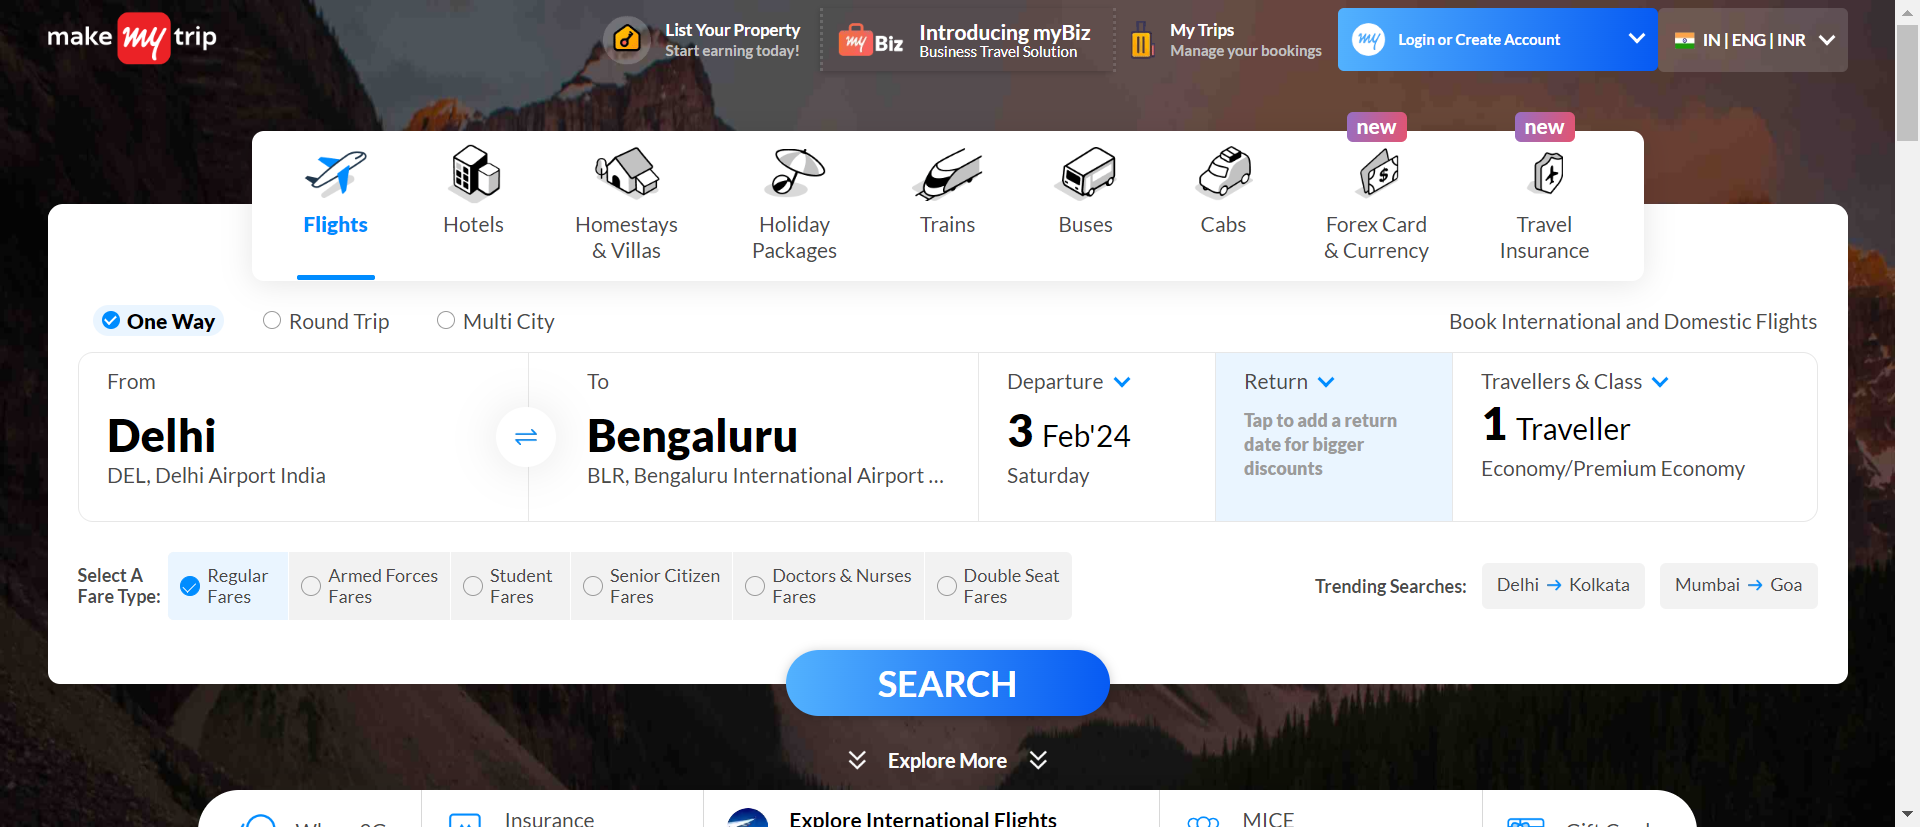 make my trip
List Your Property
Start earning today!
my Biz
Introducing myBiz
Business Travel Solution
My Trips
Manage your bookings
my
Login or Create Account
IN | ENG | INR
new
new
Flights
Hotels
Homestays
& Villas
Holiday
Packages
Trains
Buses
Cabs
Forex Card
& Currency
Travel
Insurance
One Way
Round Trip
Multi City
Book International and Domestic Flights
From
Delhi
DEL, Delhi Airport India
To
Bengaluru
BLR, Bengaluru International Airport ...
Departure
3 Feb'24
Saturday
Return
Tap to add a return
date for bigger
discounts
Travellers & Class
1 Traveller
Economy/Premium Economy
Select A
Fare Type:
Regular
Fares
Armed Forces
Fares
Student
Fares
Senior Citizen
Fares
Doctors & Nurses
Fares
Double Seat
Fares
Trending Searches:
Delhi → Kolkata
Mumbai → Goa
SEARCH
Explore More
Insurance
Explore International Flights
MICE